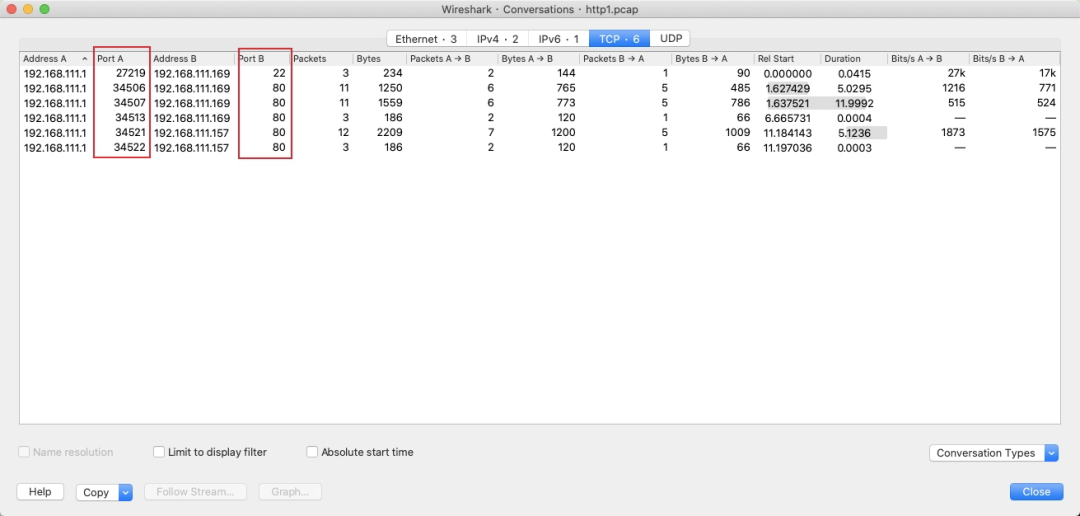 Wireshark · Conversations · http1.pcap
Ethernet · 3 IPv4 · 2 IPv6 · 1 TCP · 6 UDP
Address A Port A Address B Port B Packets Bytes Packets A → B Bytes A → B Packets B → A Bytes B → A Rel Start Duration Bits/s A → B Bits/s B → A
192.168.111.1 27219 192.168.111.169 22 3 234 2 144 1 90 0.000000 0.0415 27k 17k
192.168.111.1 34506 192.168.111.169 80 11 1250 6 765 5 485 1.627429 5.0295 1216 771
192.168.111.1 34507 192.168.111.169 80 11 1559 6 773 5 786 1.637521 11.9992 515 524
192.168.111.1 34513 192.168.111.169 80 3 186 2 120 1 66 6.665731 0.0004 — —
192.168.111.1 34521 192.168.111.157 80 12 2209 7 1200 5 1009 11.184143 5.1236 1873 1575
192.168.111.1 34522 192.168.111.157 80 3 186 2 120 1 66 11.197036 0.0003 — —
Name resolution Limit to display filter Absolute start time Conversation Types
Help Copy Follow Stream... Graph... Close